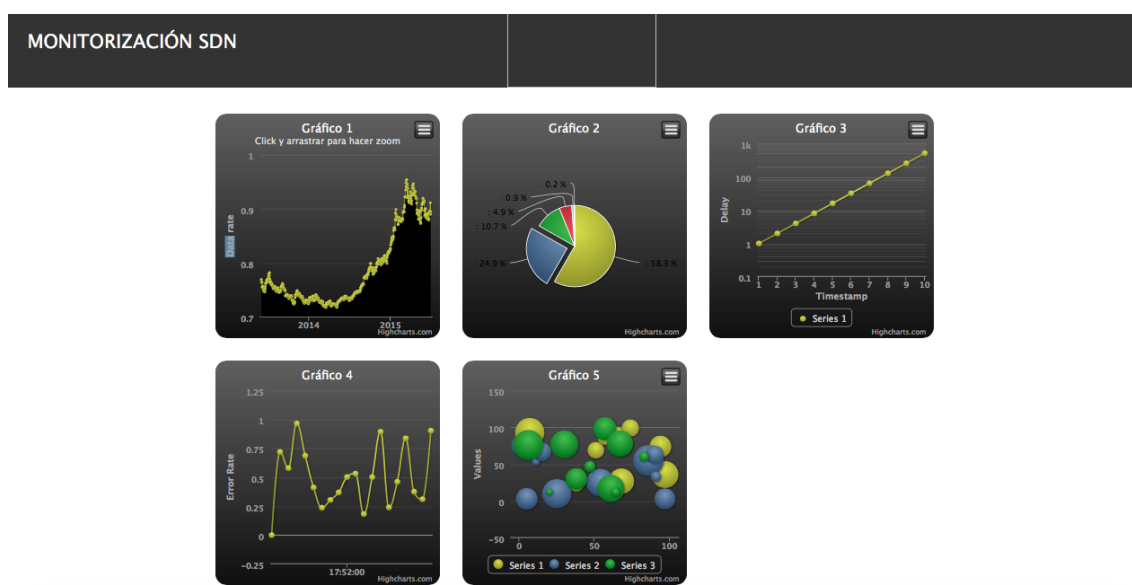 MONITORIZACIÓN SDN
Gráfico 1
Click y arrastrar para hacer zoom
1
0.9
0.8
0.7
Data rate
2014
2015
Highcharts.com
Gráfico 2
: 0.2 %
: 0.9 %
: 4.9 %
: 10.7 %
: 24.9 %
: 58.3 %
Highcharts.com
Gráfico 3
1k
100
10
1
0.1
Delay
1 2 3 4 5 6 7 8 9 10
Timestamp
Series 1
Highcharts.com
Gráfico 4
1.25
1
0.75
0.5
0.25
0
-0.25
Error Rate
17:52:00
Highcharts.com
Gráfico 5
150
100
50
0
-50
Values
0 50 100
Series 1 Series 2 Series 3
Highcharts.com